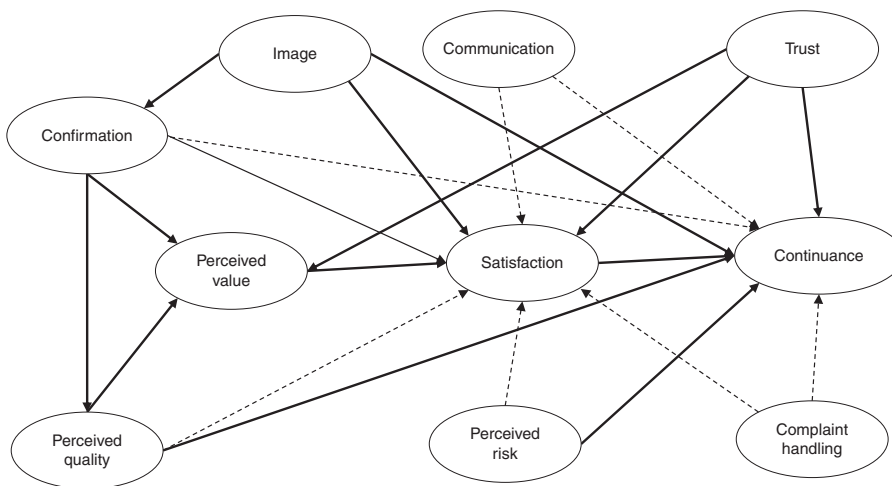 Image
Communication
Trust
Confirmation
Perceived
value
Satisfaction
Continuance
Perceived
quality
Perceived
risk
Complaint
handling